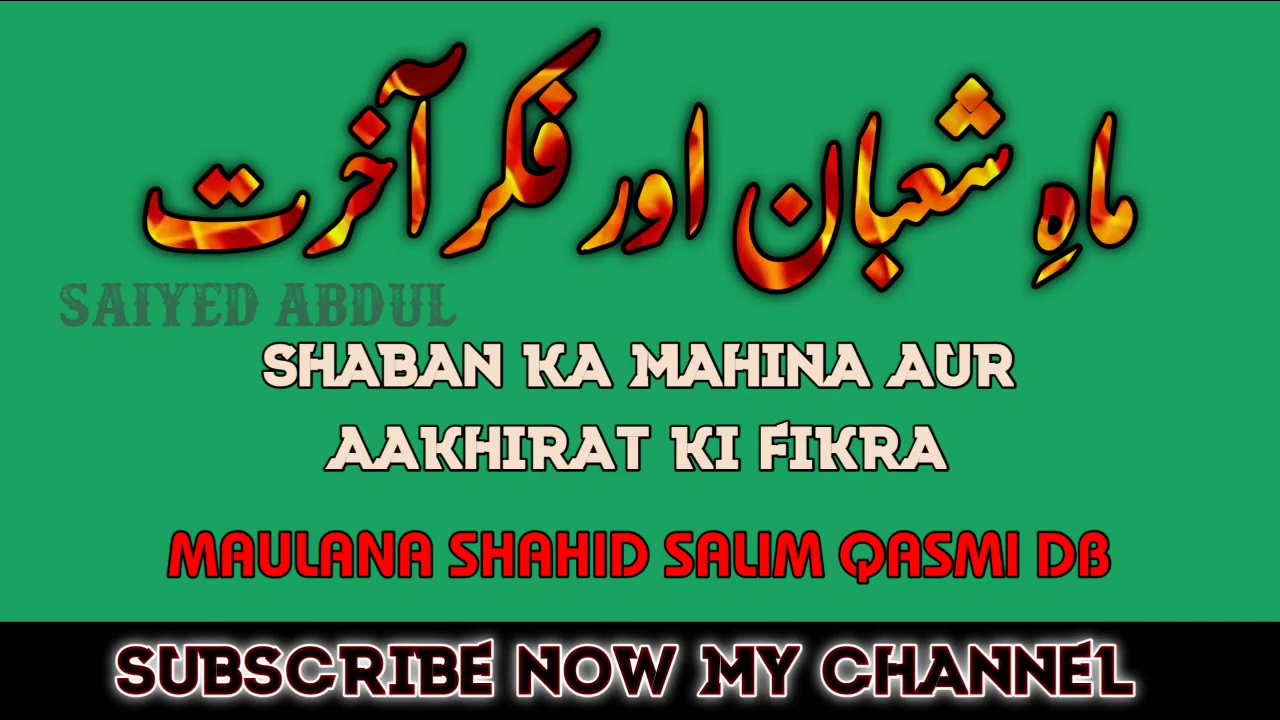 ماہِ شعبان اور فکر آخرت
SAIYED ABDUL
SHABAN KA MAHINA AUR
AAKHIRAT KI FIKRA
MAULANA SHAHID SALIM QASMI DB
SUBSCRIBE NOW MY CHANNEL